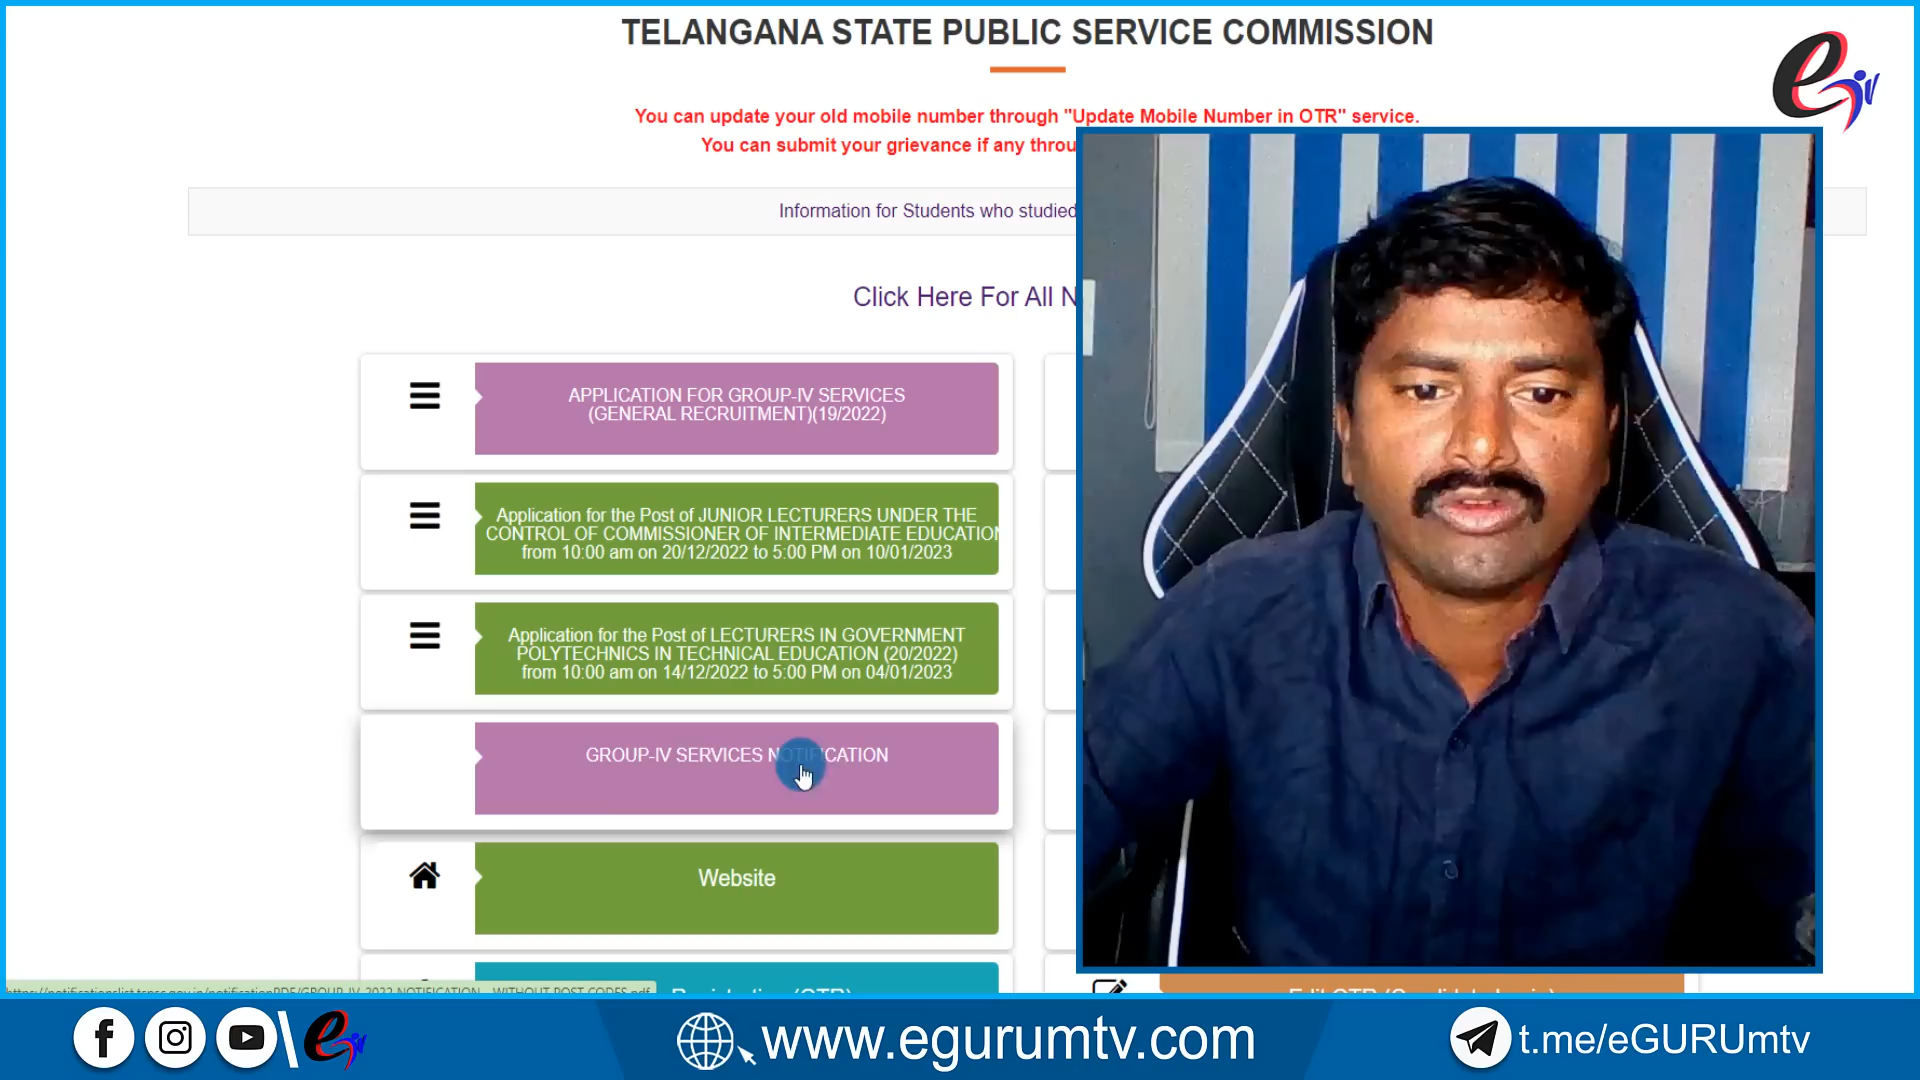 TELANGANA STATE PUBLIC SERVICE COMMISSION
You can update your old mobile number through "Update Mobile Number in OTR" service.
You can submit your grievance if any throu
Information for Students who studied
Click Here For All N
APPLICATION FOR GROUP-IV SERVICES
(GENERAL RECRUITMENT)(19/2022)
Application for the Post of JUNIOR LECTURERS UNDER THE
CONTROL OF COMMISSIONER OF INTERMEDIATE EDUCATION
from 10:00 am on 20/12/2022 to 5:00 PM on 10/01/2023
Application for the Post of LECTURERS IN GOVERNMENT
POLYTECHNICS IN TECHNICAL EDUCATION (20/2022)
from 10:00 am on 14/12/2022 to 5:00 PM on 04/01/2023
GROUP-IV SERVICES NOTIFICATION
Website
www.egurumtv.com
t.me/eGURUmtv